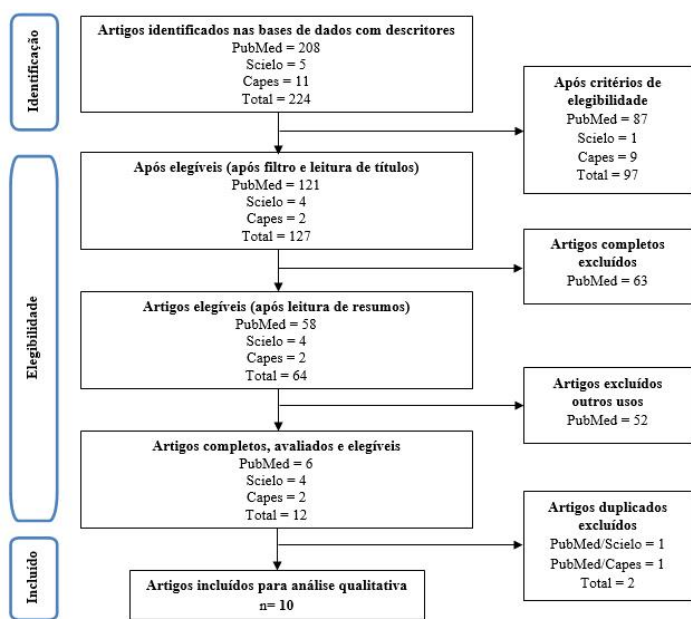 Identificação
Artigos identificados nas bases de dados com descritores
PubMed = 208
Scielo = 5
Capes = 11
Total = 224
Após critérios de
elegibilidade
PubMed = 87
Scielo = 1
Capes = 9
Total = 97
Elegibilidade
Após elegíveis (após filtro e leitura de títulos)
PubMed = 121
Scielo = 4
Capes = 2
Total = 127
Artigos completos
excluídos
PubMed = 63
Artigos elegíveis (após leitura de resumos)
PubMed = 58
Scielo = 4
Capes = 2
Total = 64
Artigos excluídos
outros usos
PubMed = 52
Artigos completos, avaliados e elegíveis
PubMed = 6
Scielo = 4
Capes = 2
Total = 12
Artigos duplicados
excluídos
PubMed/Scielo = 1
PubMed/Capes = 1
Total = 2
Incluído
Artigos incluídos para análise qualitativa
n= 10